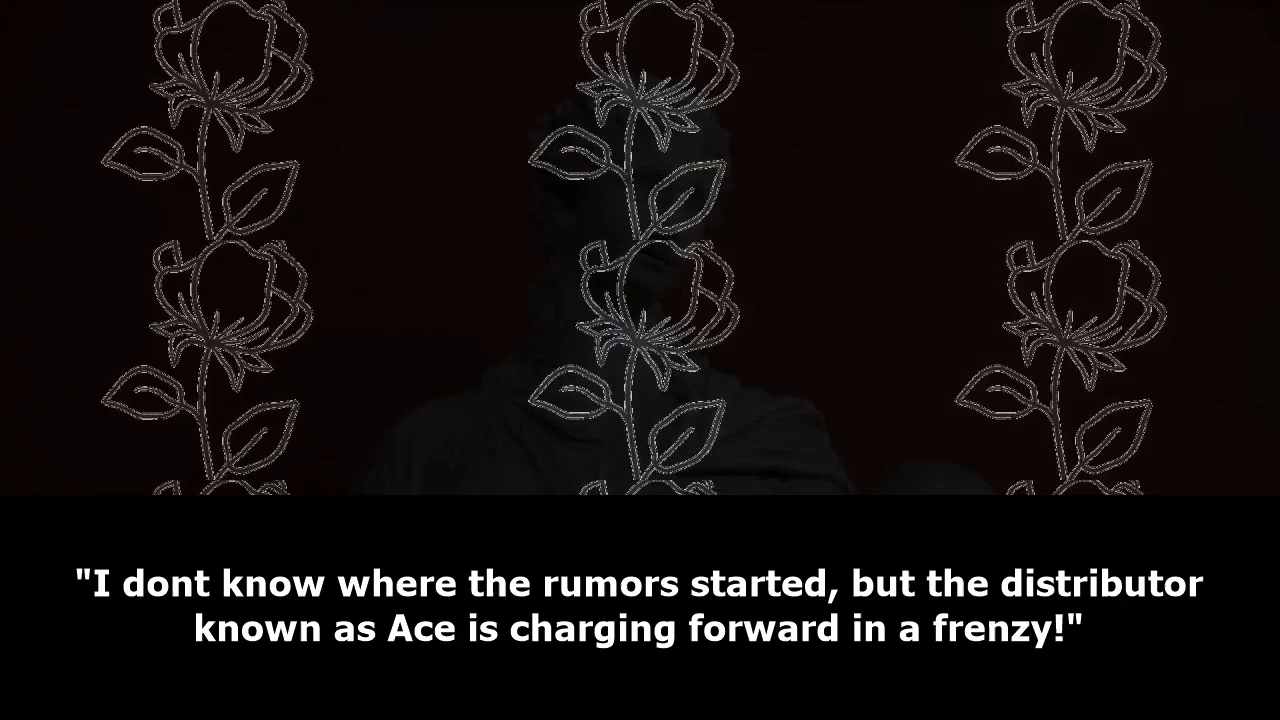 "I dont know where the rumors started, but the distributor
known as Ace is charging forward in a frenzy!"